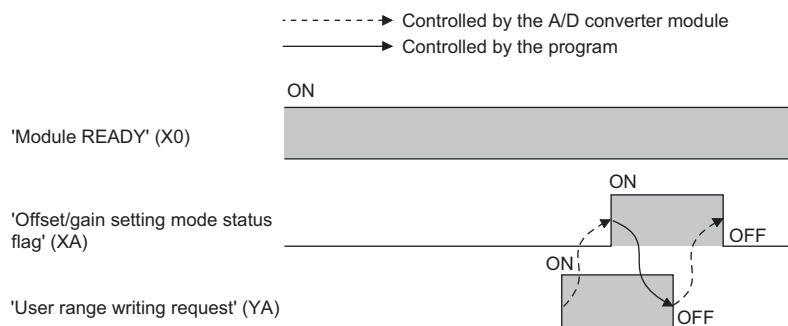 Controlled by the A/D converter module
Controlled by the program
ON
'Module READY' (X0)
ON
'Offset/gain setting mode status
flag' (XA)
OFF
ON
'User range writing request' (YA)
OFF